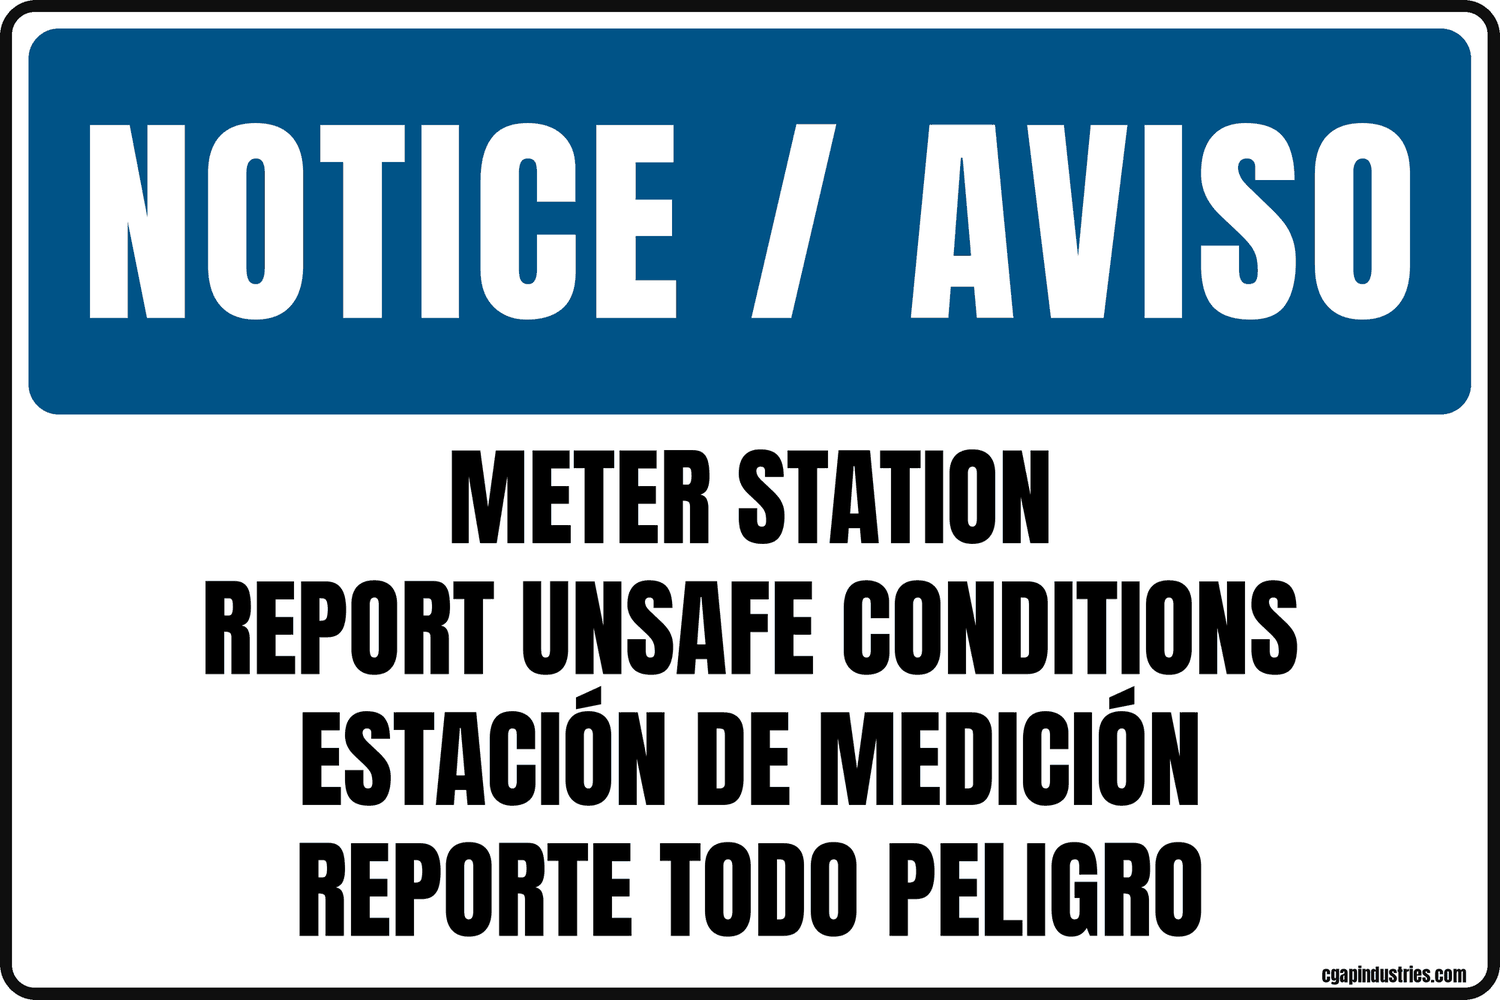 NOTICE / AVISO
METER STATION
REPORT UNSAFE CONDITIONS
ESTACIÓN DE MEDICIÓN
REPORTE TODO PELIGRO
cgapindustries.com